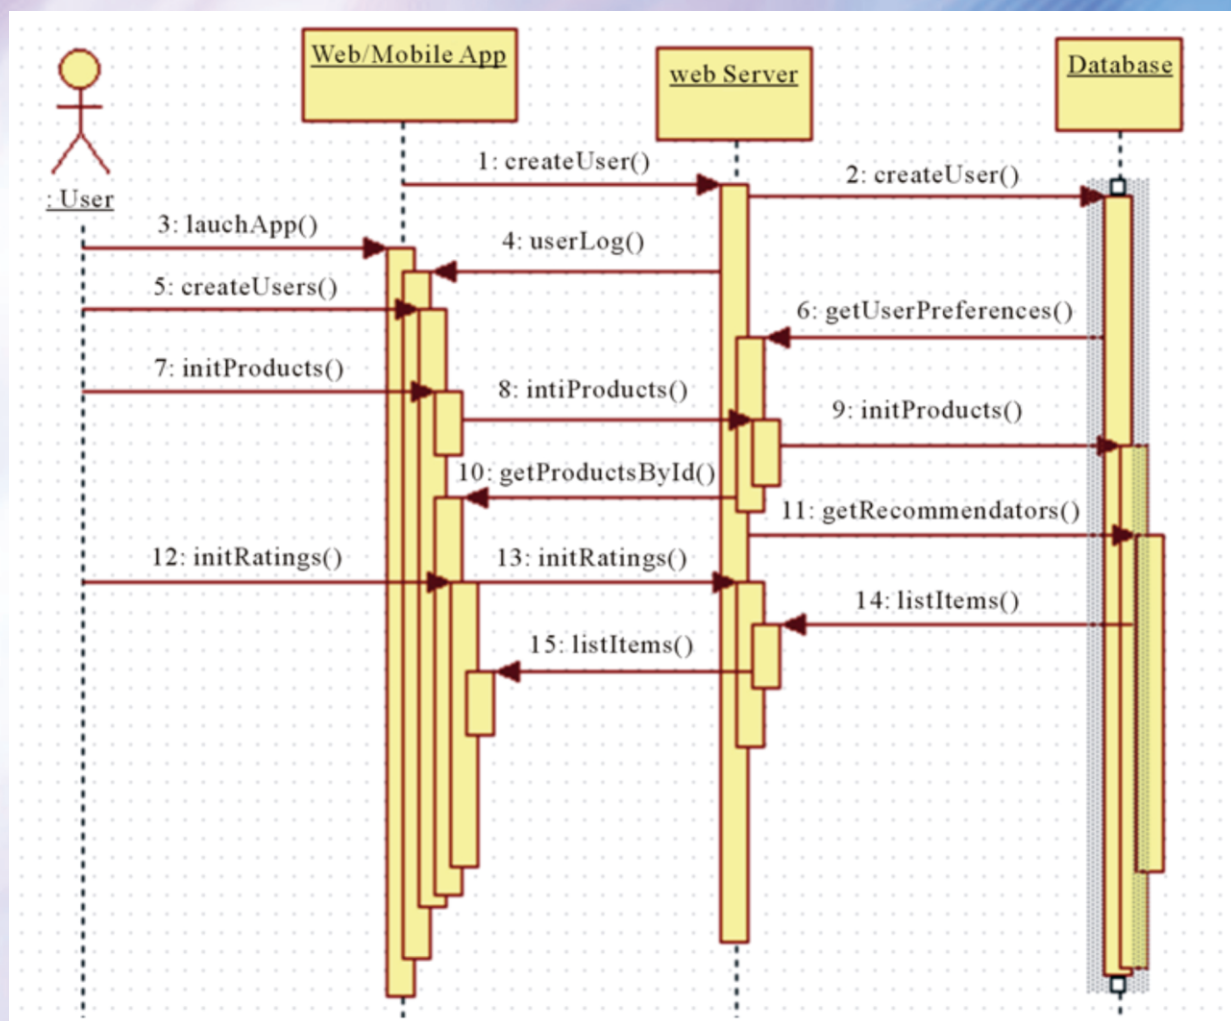 Web/Mobile App
web Server
Database
: User
1: createUser()
2: createUser()
3: lauchApp()
4: userLog()
5: createUsers()
6: getUserPreferences()
7: initProducts()
8: intiProducts()
9: initProducts()
10: getProductsById()
11: getRecommendators()
12: initRatings()
13: initRatings()
14: listItems()
15: listItems()